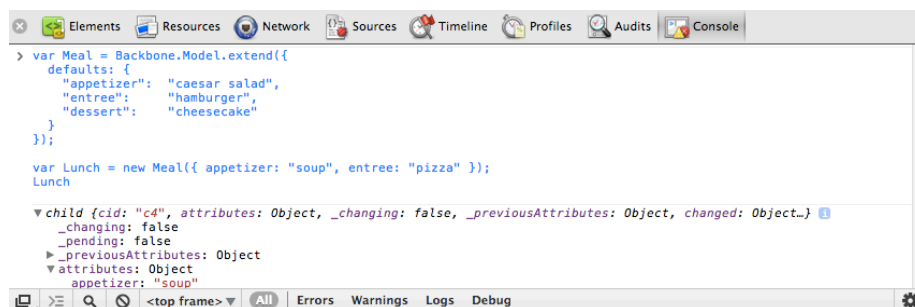 Elements Resources Network Sources Timeline Profiles Audits Console
> var Meal = Backbone.Model.extend({
defaults: {
"appetizer": "caesar salad",
"entree": "hamburger",
"dessert": "cheesecake"
}
});
var Lunch = new Meal({ appetizer: "soup", entree: "pizza" });
Lunch
▼child {cid: "c4", attributes: Object, _changing: false, _previousAttributes: Object, changed: Object…}
_changing: false
_pending: false
▶_previousAttributes: Object
▼attributes: Object
appetizer: "soup"
<top frame>▼ All Errors Warnings Logs Debug